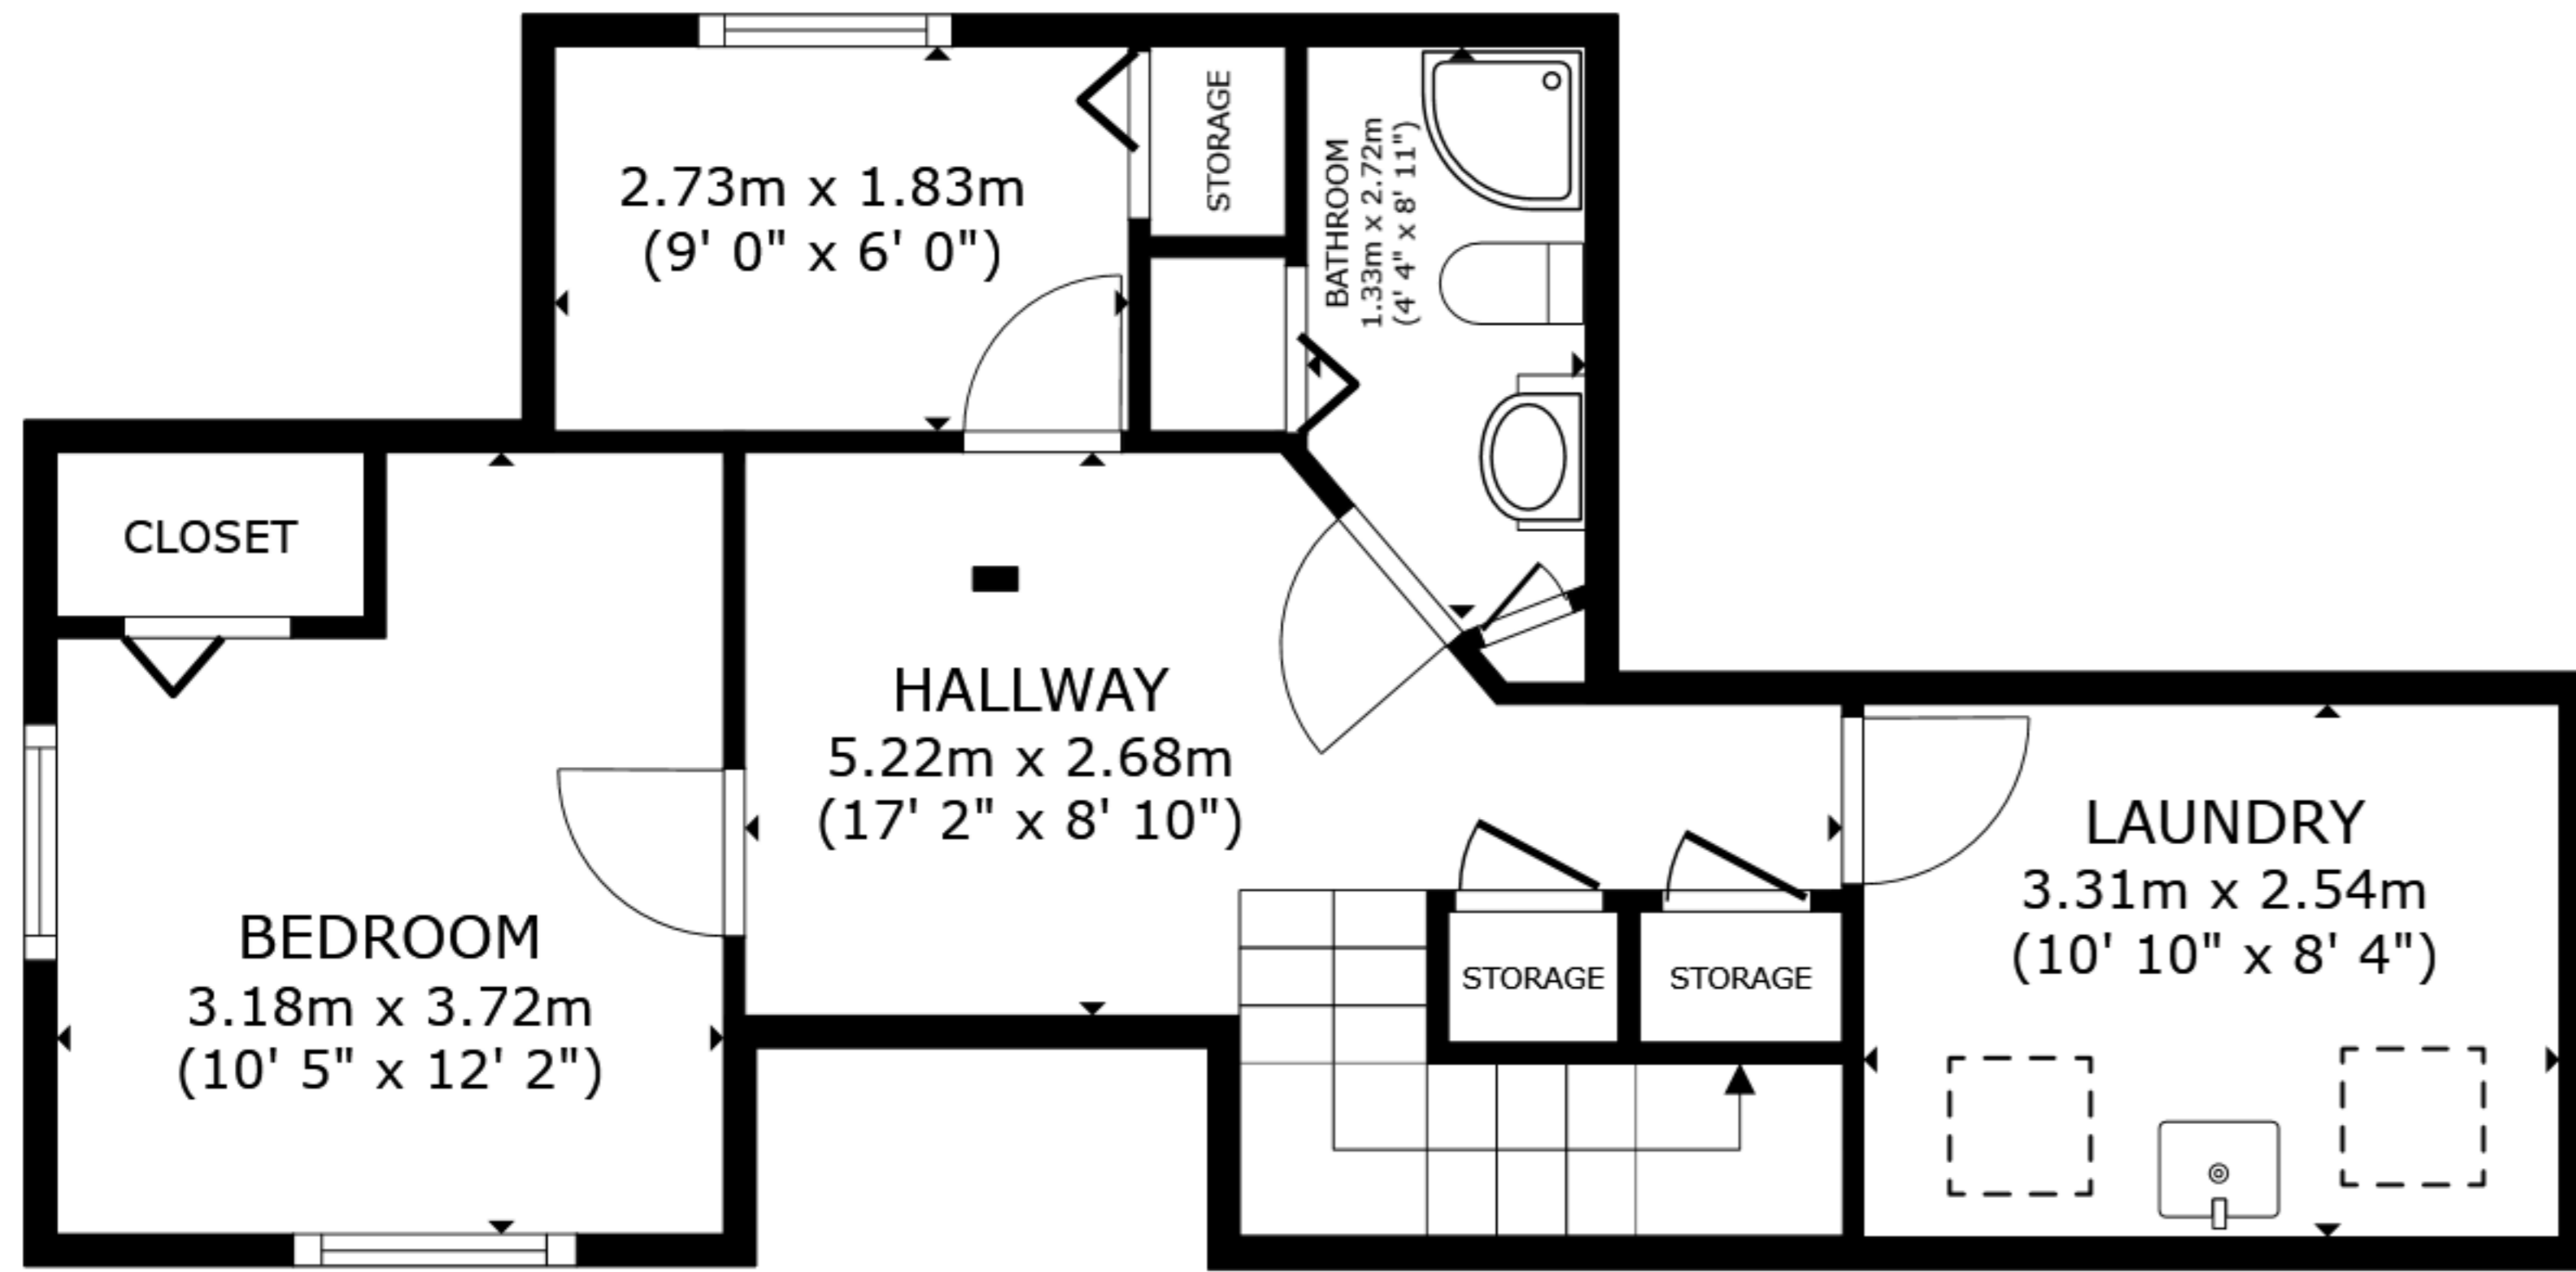 2.73m x 1.83m
(9' 0" x 6' 0")
STORAGE
BATHROOM
1.33m x 2.72m
(4' 4" x 8' 11")
CLOSET
HALLWAY
5.22m x 2.68m
(17' 2" x 8' 10")
BEDROOM
3.18m x 3.72m
(10' 5" x 12' 2")
STORAGE
STORAGE
LAUNDRY
3.31m x 2.54m
(10' 10" x 8' 4")